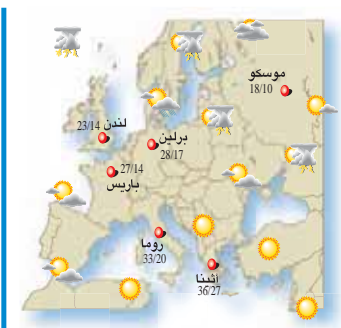 موسكو
18/10
لندن 23/14
برلين
28/17
27/14
باريس
روما
33/20
أثينا
36/27